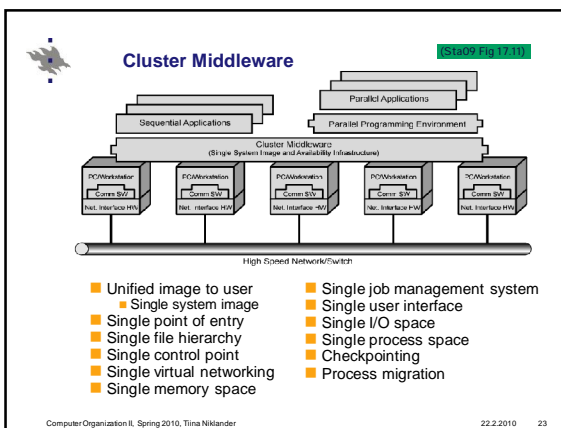 Cluster Middleware
(Sta09 Fig 17.11)
Parallel Applications
Sequential Applications
Parallel Programming Environment
Cluster Middleware
(Single System Image and Availability Infrastructure)
PC/Workstation PC/Workstation PC/Workstation PC/Workstation PC/Workstation
Comm SW Comm SW Comm SW Comm SW Comm SW
Net. Interface HW Net. Interface HW Net. Interface HW Net. Interface HW Net. Interface HW
High Speed Network/Switch
Unified image to user
Single system image
Single point of entry
Single file hierarchy
Single control point
Single virtual networking
Single memory space
Single job management system
Single user interface
Single I/O space
Single process space
Checkpointing
Process migration
Computer Organization II, Spring 2010, Tiina Niklander
22.2.2010
23